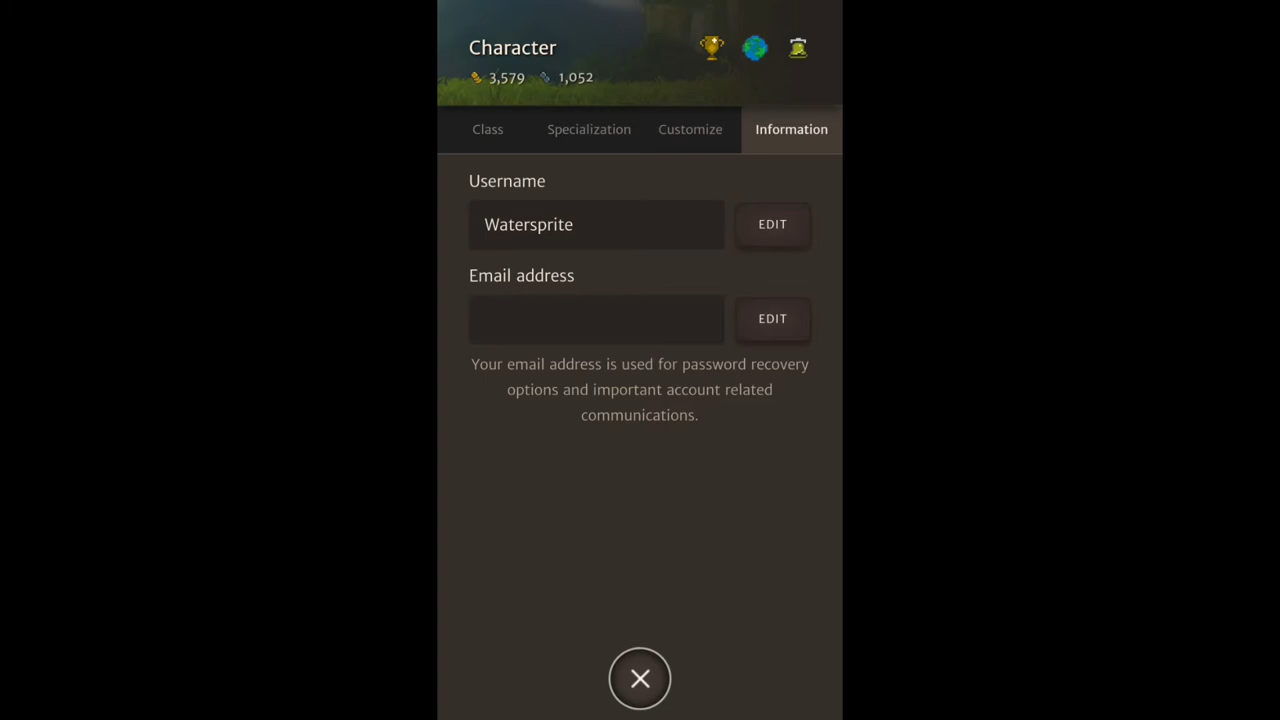 Character
3,579 1,052
Class Specialization Customize Information
Username
Watersprite EDIT
Email address
EDIT
Your email address is used for password recovery
options and important account related
communications.